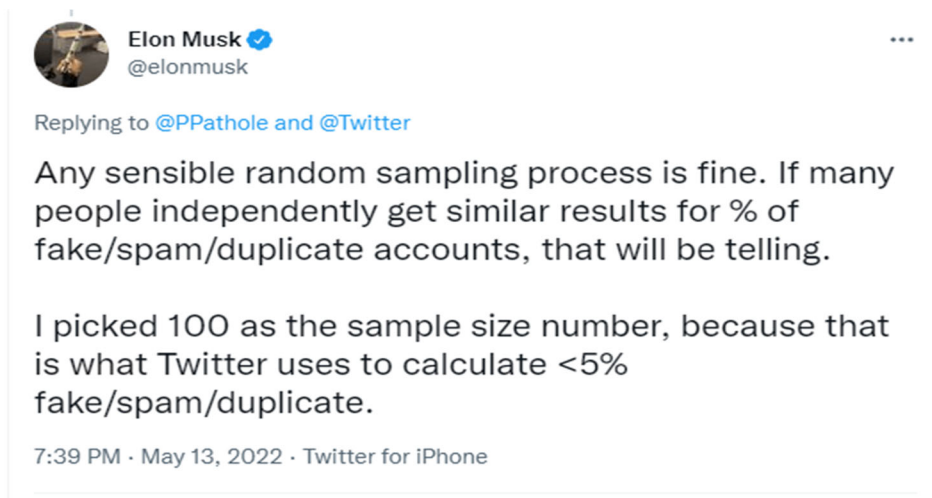 Elon Musk
@elonmusk
Replying to @PPathole and @Twitter
Any sensible random sampling process is fine. If many
people independently get similar results for % of
fake/spam/duplicate accounts, that will be telling.
I picked 100 as the sample size number, because that
is what Twitter uses to calculate <5%
fake/spam/duplicate.
7:39 PM · May 13, 2022 · Twitter for iPhone